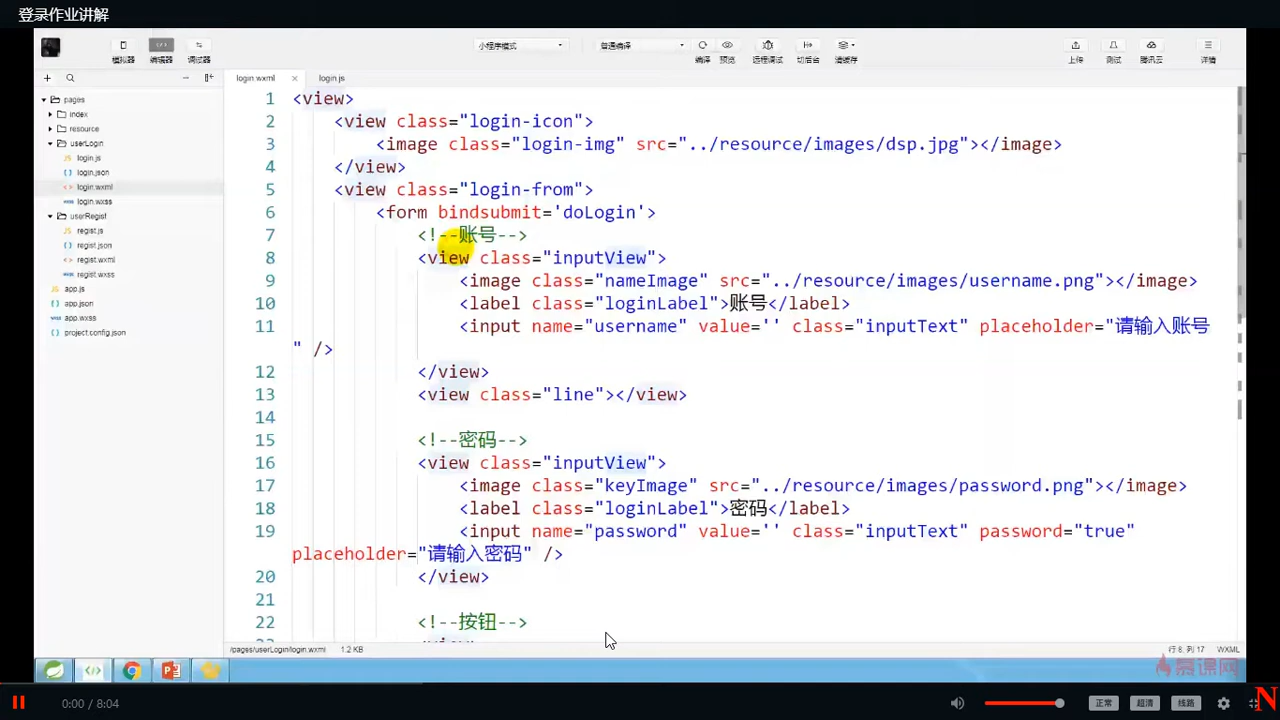 登录作业讲解
小程序模式
普通编译
模拟器 编辑器 调试器
编译 预览 远程调试 切后台 清缓存
上传 测试 腾讯云 详情
login.wxml
login.js
pages
index
resource
userLogin
login.js
login.json
login.wxml
login.wxss
userRegist
regist.js
regist.json
regist.wxml
regist.wxss
app.js
app.json
app.wxss
project.config.json
1 <view>
2 <view class="login-icon">
3 <image class="login-img" src="../resource/images/dsp.jpg"></image>
4 </view>
5 <view class="login-from">
6 <form bindsubmit='doLogin'>
7 <!--账号-->
8 <view class="inputView">
9 <image class="nameImage" src="../resource/images/username.png"></image>
10 <label class="loginLabel">账号</label>
11 <input name="username" value='' class="inputText" placeholder="请输入账号
" />
12 </view>
13 <view class="line"></view>
14
15 <!--密码-->
16 <view class="inputView">
17 <image class="keyImage" src="../resource/images/password.png"></image>
18 <label class="loginLabel">密码</label>
19 <input name="password" value='' class="inputText" password="true"
placeholder="请输入密码" />
20 </view>
21
22 <!--按钮-->
/pages/userLogin/login.wxml 1.2 KB
行 8, 列 17 WXML
慕课网
0:00 / 8:04
正常 超清 线路
N